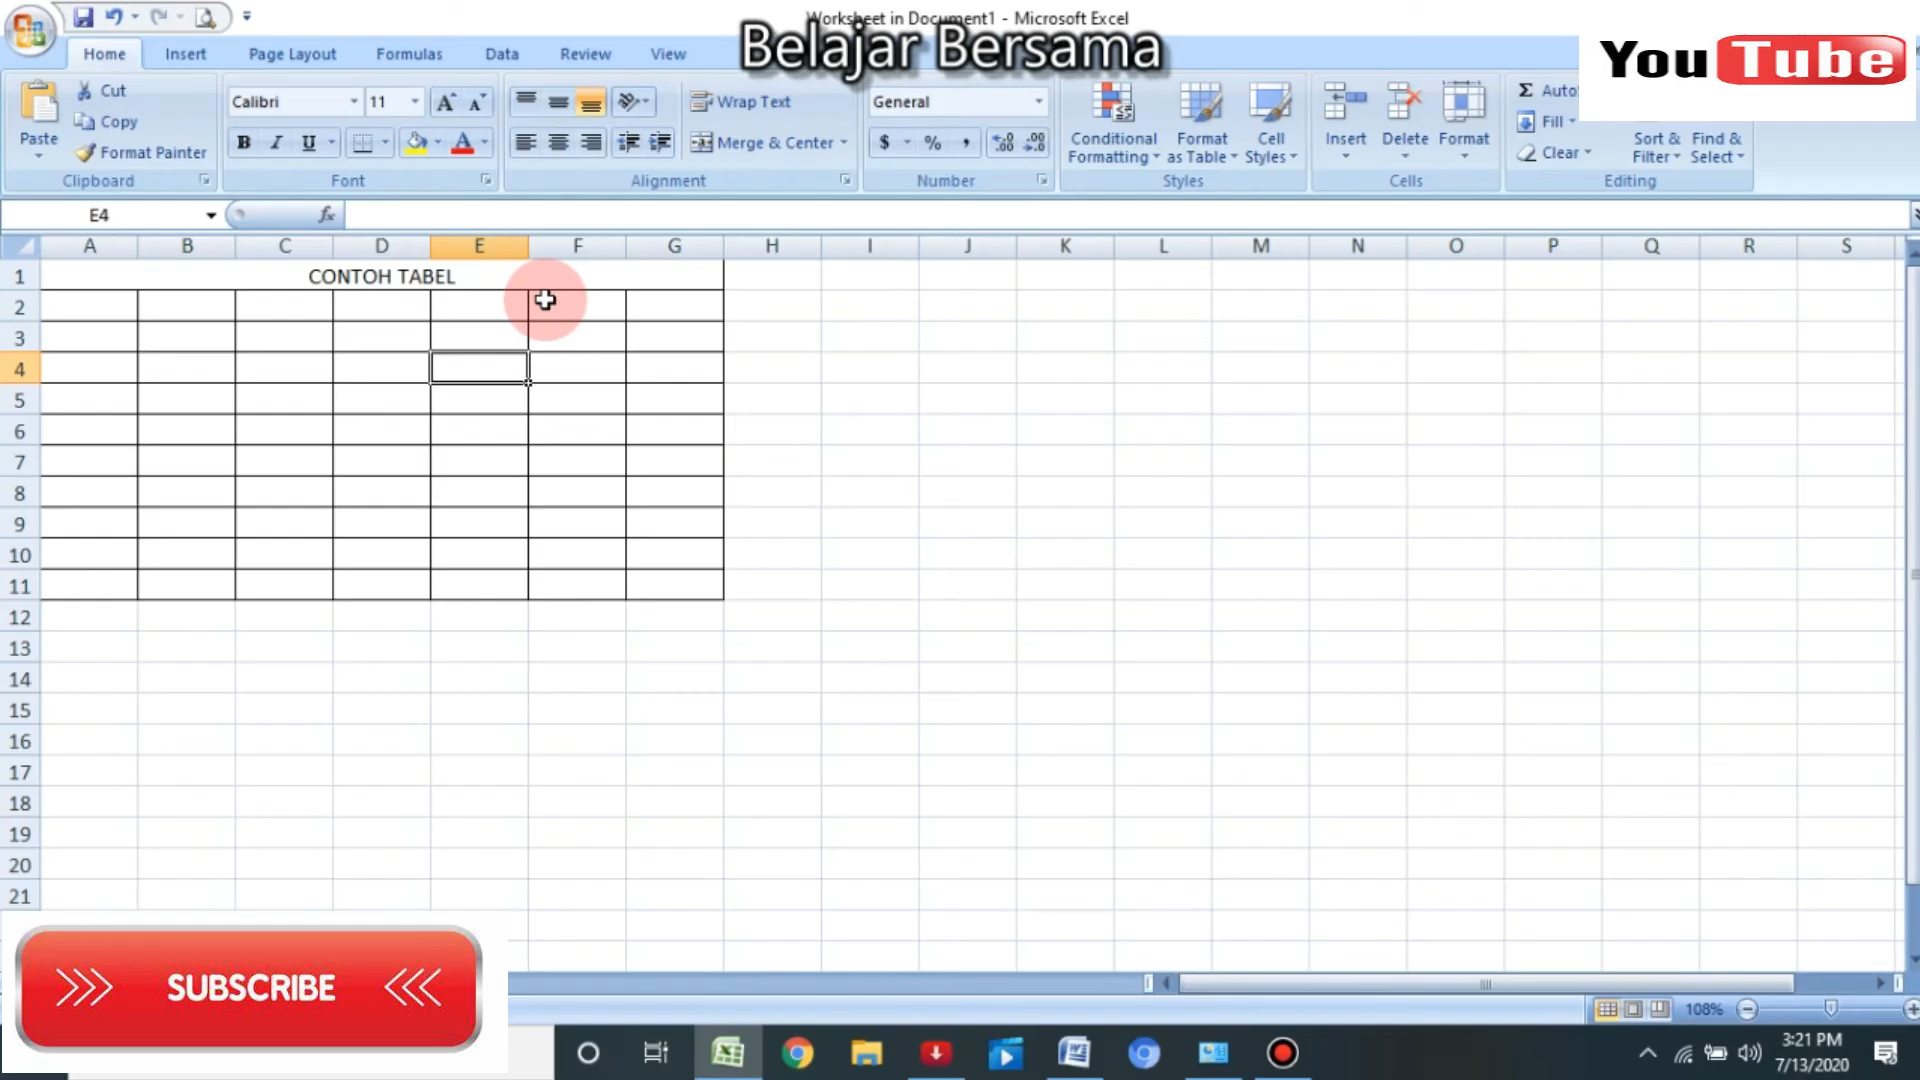 Worksheet in Document1 - Microsoft Excel
Belajar Bersama
YouTube
Home Insert Page Layout Formulas Data Review View
Paste
Cut
Copy
Format Painter
Clipboard
Calibri 11
B I U A
Font
Wrap Text
Merge & Center
Alignment
General
$ % ,
Number
Conditional Formatting
Format as Table
Cell Styles
Styles
Insert Delete Format
Cells
Σ Auto
Fill
Clear
Sort & Filter
Find & Select
Editing
E4
fx
A B C D E F G H I J K L M N O P Q R S
1 CONTOH TABEL
2
3
4
5
6
7
8
9
10
11
12
13
14
15
16
17
18
19
20
21
SUBSCRIBE
108%
3:21 PM
7/13/2020